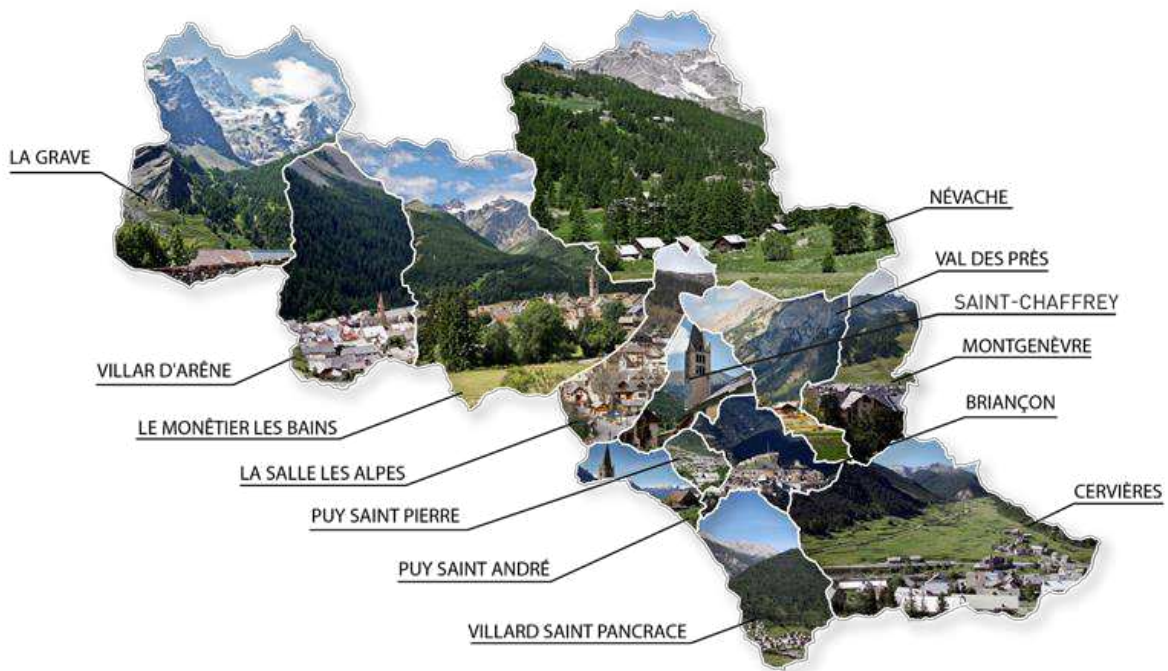 LA GRAVE
NÉVACHE
VAL DES PRÈS
SAINT-CHAFFREY
MONTGENÈVRE
VILLAR D'ARÊNE
BRIANÇON
LE MONÊTIER LES BAINS
LA SALLE LES ALPES
CERVIÈRES
PUY SAINT PIERRE
PUY SAINT ANDRÉ
VILLARD SAINT PANCRACE